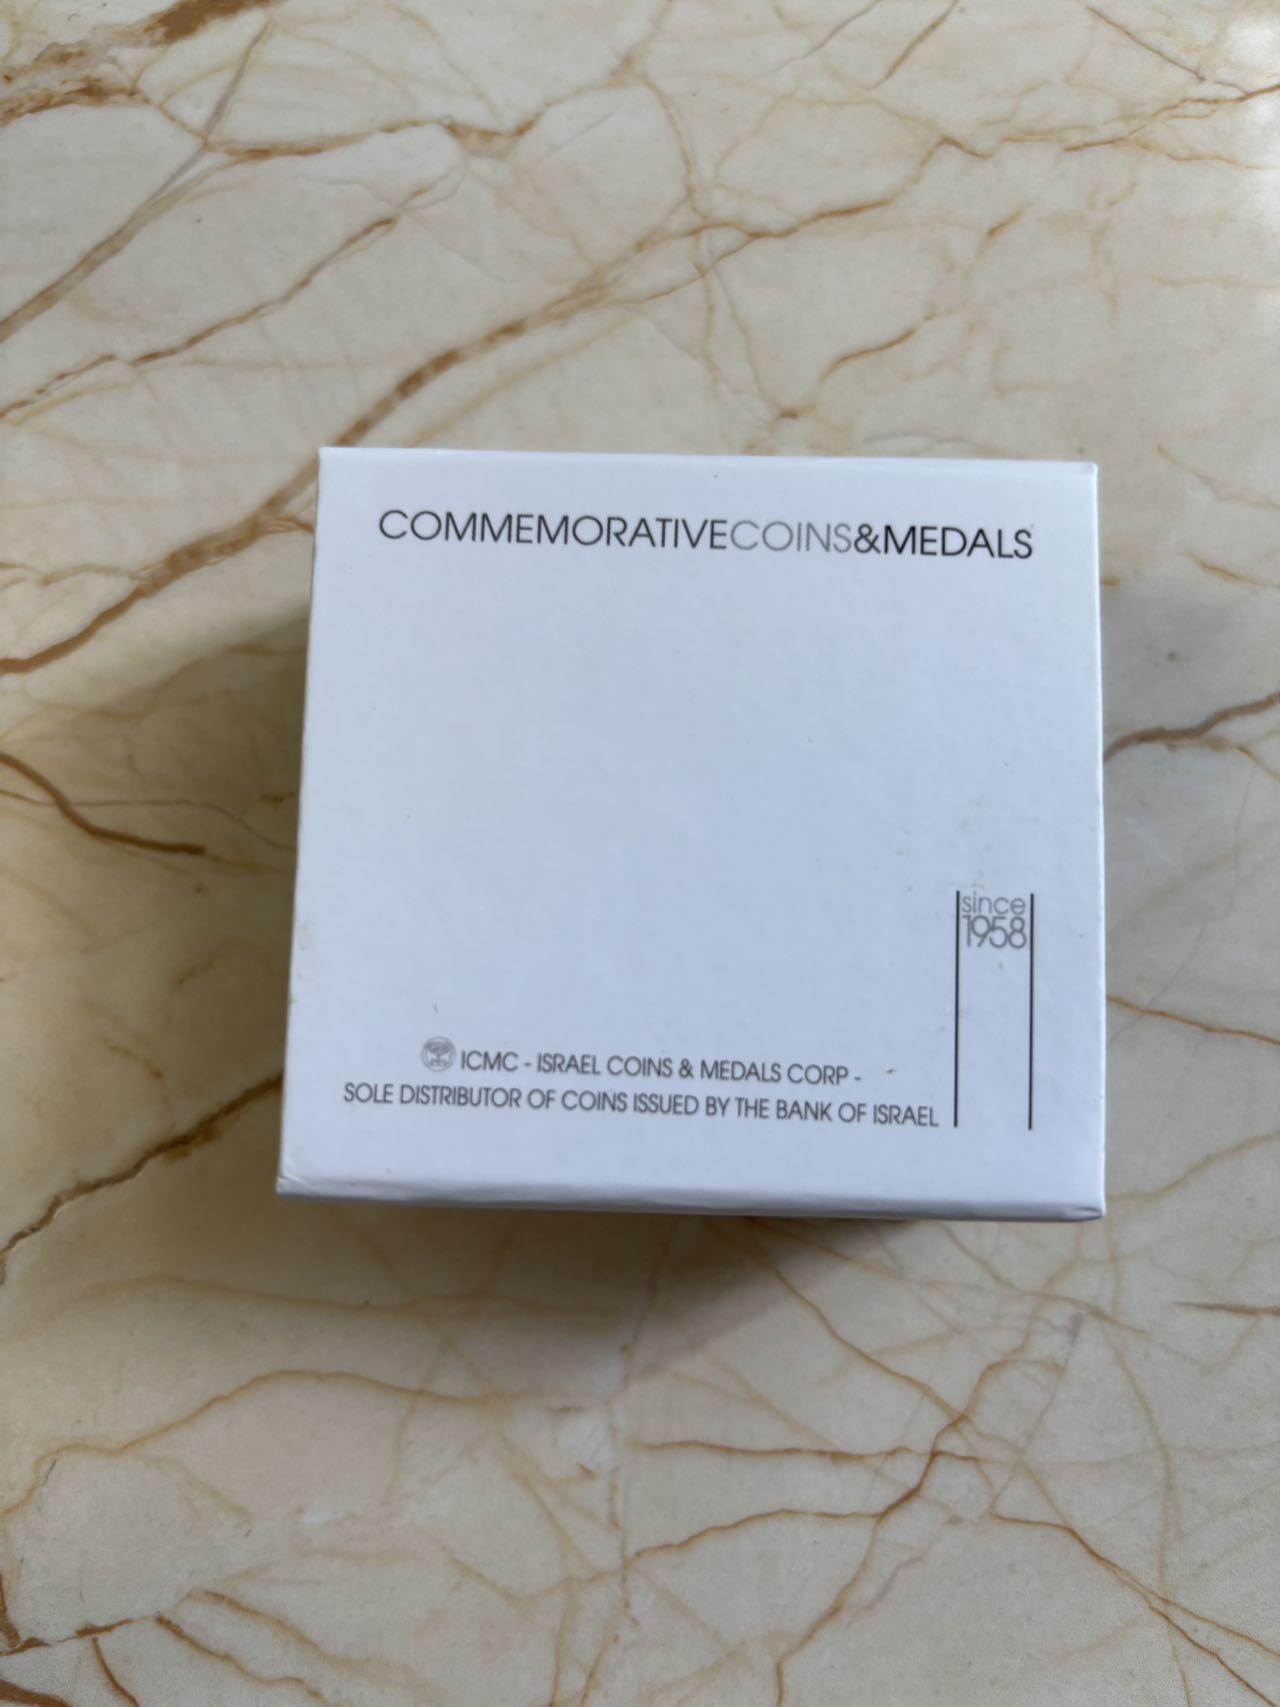 COMMEMORATIVECOINS&MEDALS
since
1958
ICMC - ISRAEL COINS & MEDALS CORP -
SOLE DISTRIBUTOR OF COINS ISSUED BY THE BANK OF ISRAEL